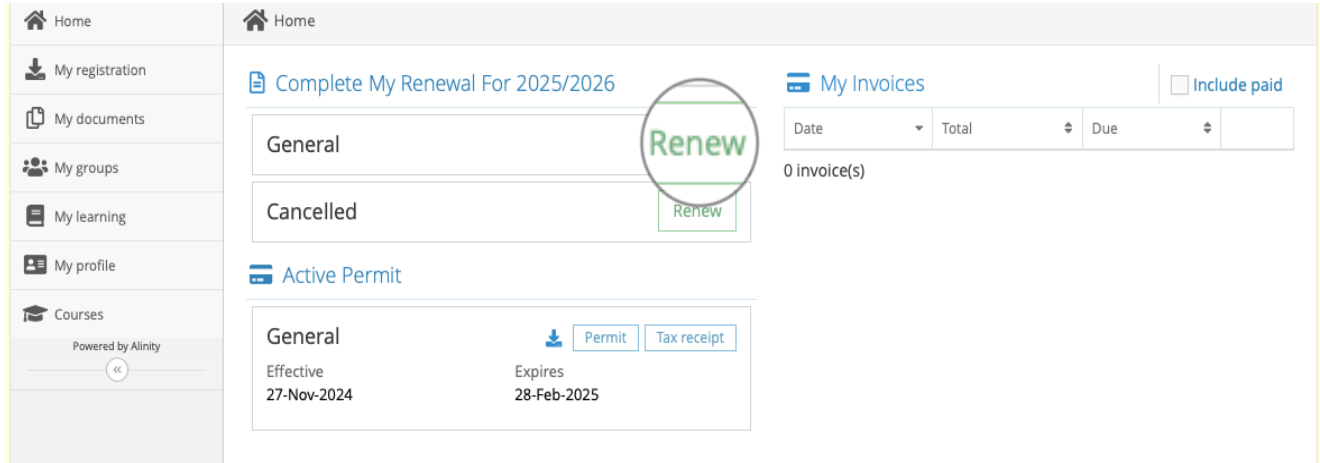 Home
My registration
My documents
My groups
My learning
My profile
Courses
Powered by Alinity
Home
Complete My Renewal For 2025/2026
General
Renew
Cancelled
Renew
Active Permit
General
Permit
Tax receipt
Effective
Expires
27-Nov-2024
28-Feb-2025
My Invoices
Include paid
Date
Total
Due
0 invoice(s)